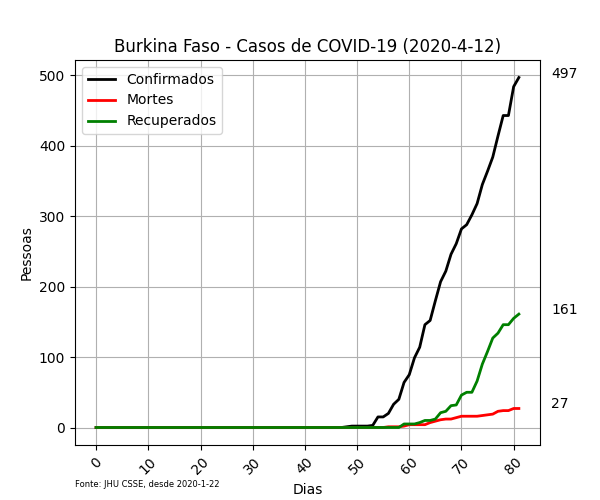 Burkina Faso - Casos de COVID-19 (2020-4-12)
Confirmados
Mortes
Recuperados
497
161
27
Pessoas
500
400
300
200
100
0
0 10 20 30 40 50 60 70 80
Fonte: JHU CSSE, desde 2020-1-22
Dias